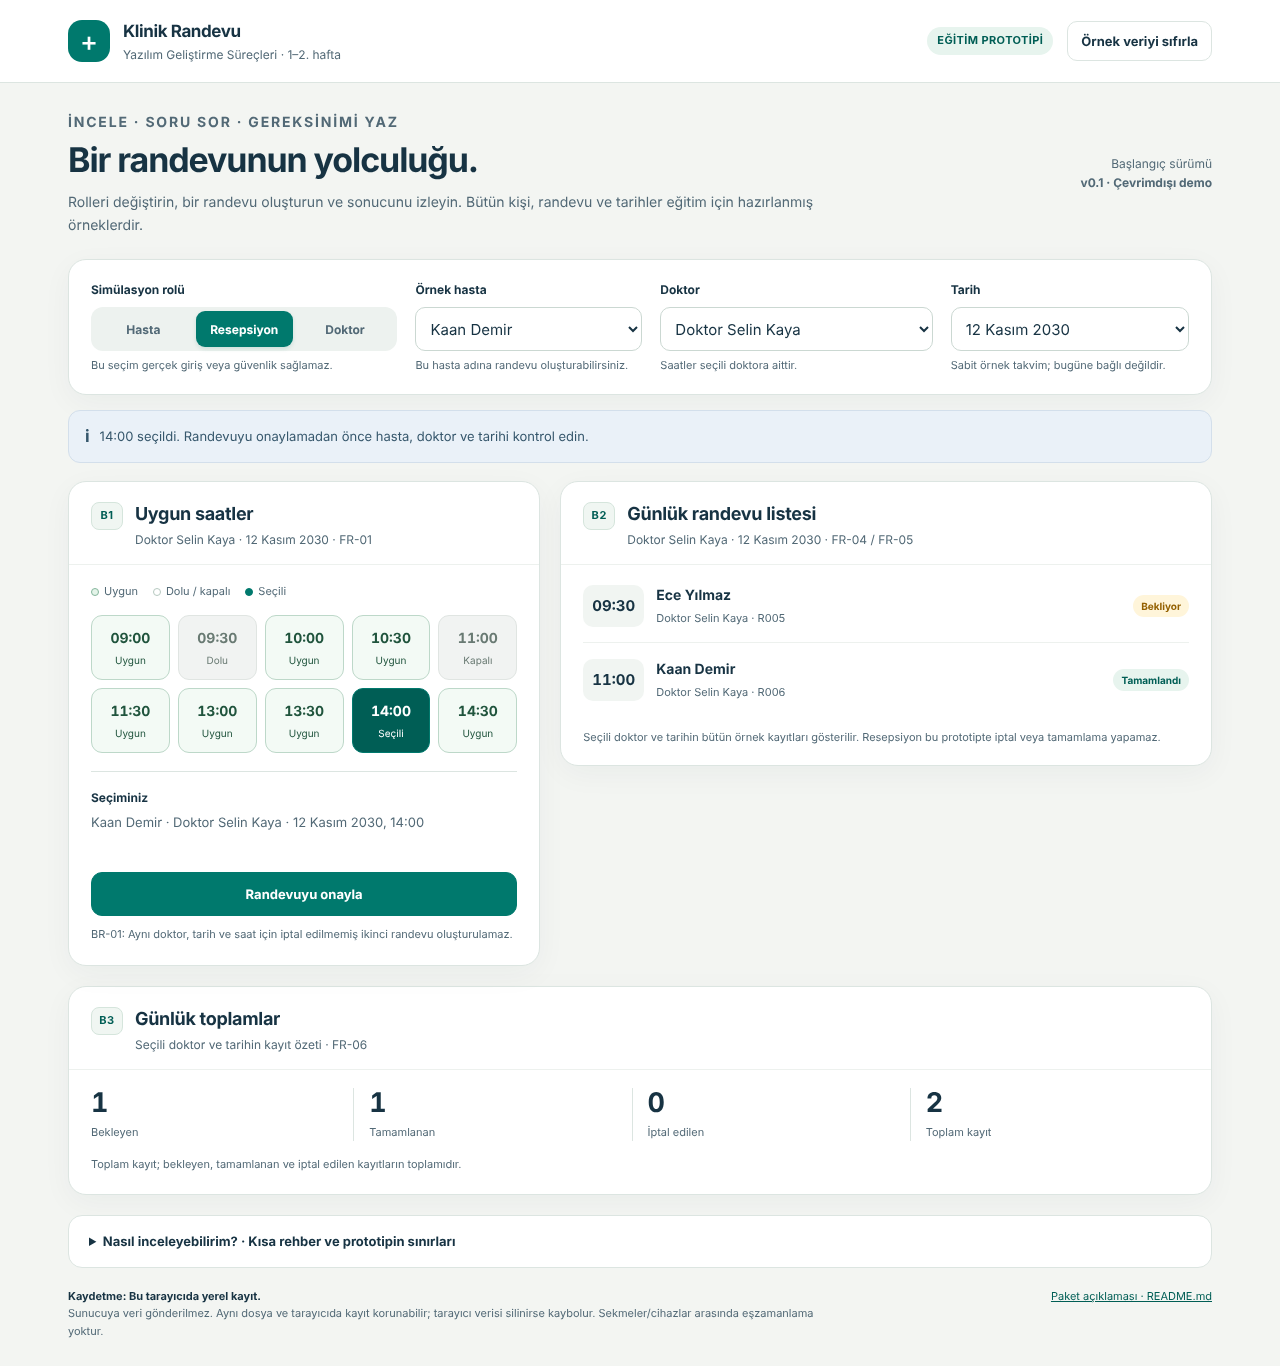 +
Klinik Randevu
Yazılım Geliştirme Süreçleri · 1–2. hafta
EĞİTİM PROTOTİPİ
Örnek veriyi sıfırla
İNCELE · SORU SOR · GEREKSİNİMİ YAZ
Bir randevunun yolculuğu.
Rolleri değiştirin, bir randevu oluşturun ve sonucunu izleyin. Bütün kişi, randevu ve tarihler eğitim için hazırlanmış
örneklerdir.
Başlangıç sürümü
v0.1 · Çevrimdışı demo
Simülasyon rolü
Hasta
Resepsiyon
Doktor
Bu seçim gerçek giriş veya güvenlik sağlamaz.
Örnek hasta
Kaan Demir
Bu hasta adına randevu oluşturabilirsiniz.
Doktor
Doktor Selin Kaya
Saatler seçili doktora aittir.
Tarih
12 Kasım 2030
Sabit örnek takvim; bugüne bağlı değildir.
i 14:00 seçildi. Randevuyu onaylamadan önce hasta, doktor ve tarihi kontrol edin.
B1 Uygun saatler
Doktor Selin Kaya · 12 Kasım 2030 · FR-01
Uygun Dolu / kapalı Seçili
09:00 09:30 10:00 10:30 11:00
Uygun Dolu Uygun Uygun Kapalı
11:30 13:00 13:30 14:00 14:30
Uygun Uygun Uygun Seçili Uygun
Seçiminiz
Kaan Demir · Doktor Selin Kaya · 12 Kasım 2030, 14:00
Randevuyu onayla
BR-01: Aynı doktor, tarih ve saat için iptal edilmemiş ikinci randevu oluşturulamaz.
B2 Günlük randevu listesi
Doktor Selin Kaya · 12 Kasım 2030 · FR-04 / FR-05
09:30
Ece Yılmaz
Doktor Selin Kaya · R005
Bekliyor
11:00
Kaan Demir
Doktor Selin Kaya · R006
Tamamlandı
Seçili doktor ve tarihin bütün örnek kayıtları gösterilir. Resepsiyon bu prototipte iptal veya tamamlama yapamaz.
B3 Günlük toplamlar
Seçili doktor ve tarihin kayıt özeti · FR-06
1 1 0 2
Bekleyen Tamamlanan İptal edilen Toplam kayıt
Toplam kayıt; bekleyen, tamamlanan ve iptal edilen kayıtların toplamıdır.
Nasıl inceleyebilirim? · Kısa rehber ve prototipin sınırları
Kaydetme: Bu tarayıcıda yerel kayıt.
Sunucuya veri gönderilmez. Aynı dosya ve tarayıcıda kayıt korunabilir; tarayıcı verisi silinirse kaybolur. Sekmeler/cihazlar arasında eşzamanlama
yoktur.
Paket açıklaması · README.md